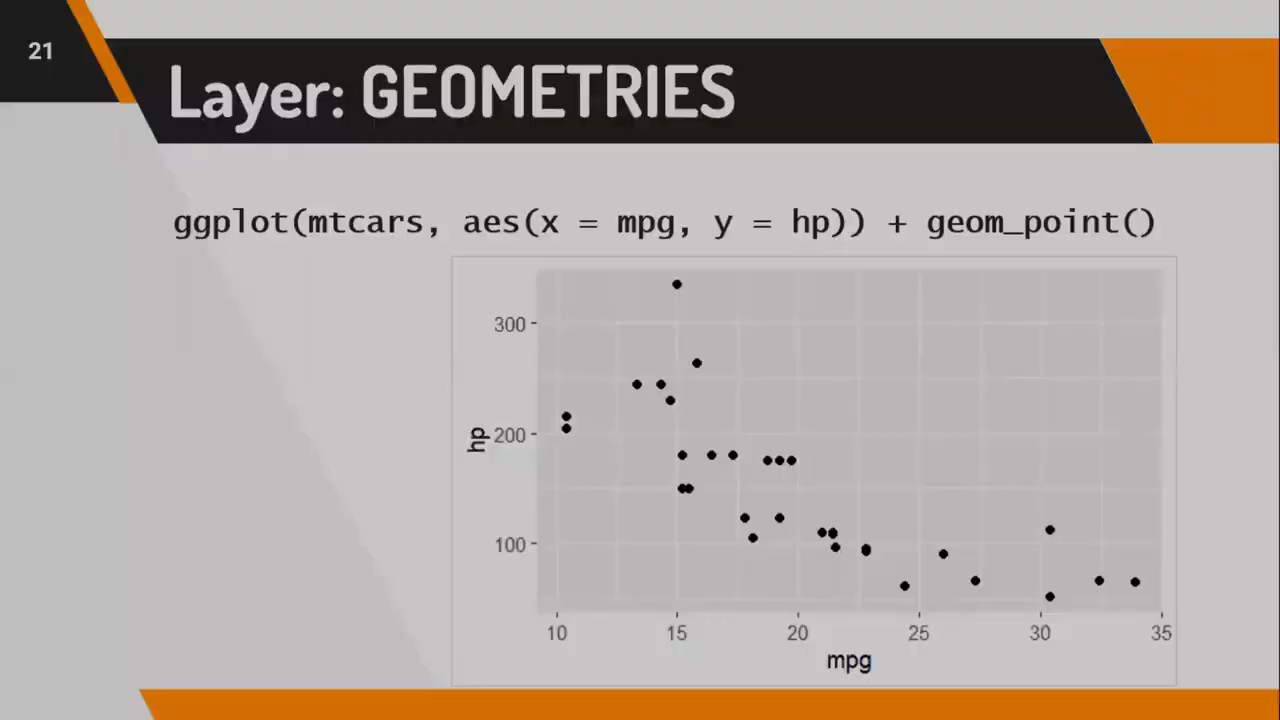 21
Layer: GEOMETRIES
ggplot(mtcars, aes(x = mpg, y = hp)) + geom_point()
300
200
100
hp
10 15 20 25 30 35
mpg